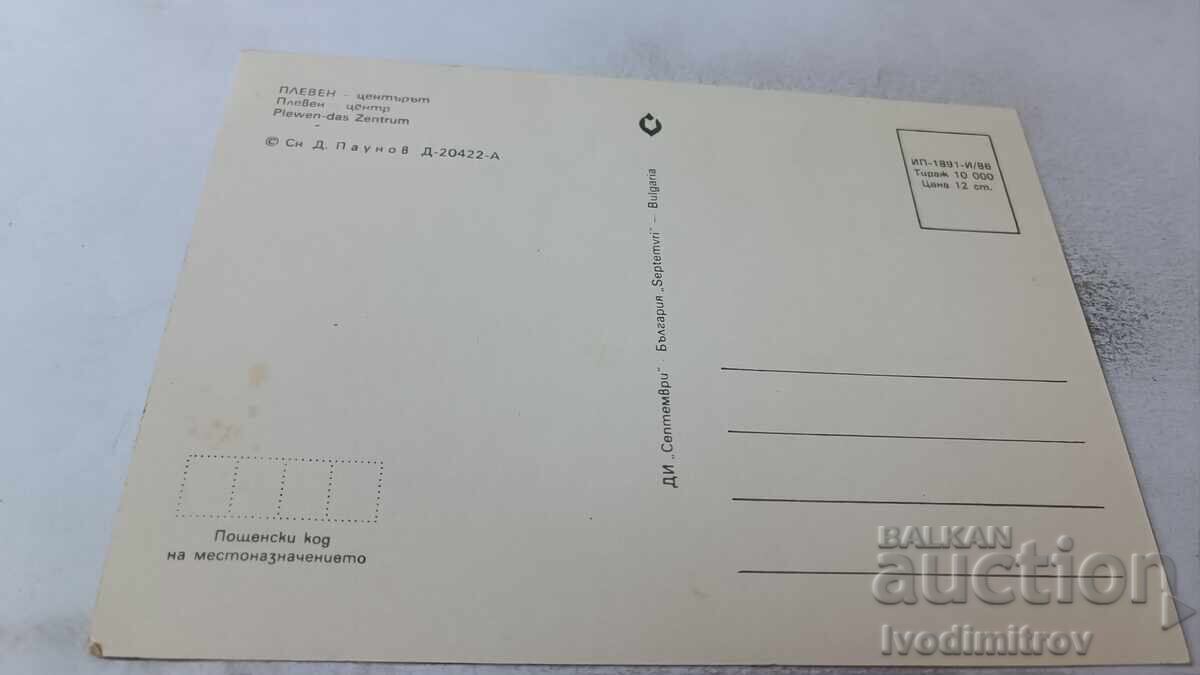 ПЛЕВЕН - центърът
Плевен - центр
Plewen-das Zentrum
© Сн Д. Паунов Д-20422-А
ДИ „Септември" · България „Septemvri" – Bulgaria
ИП-1891-И/86
Тираж 10 000
Цена 12 ст.
Пощенски код
на местоназначението
BALKAN
auction
Ivodimitrov